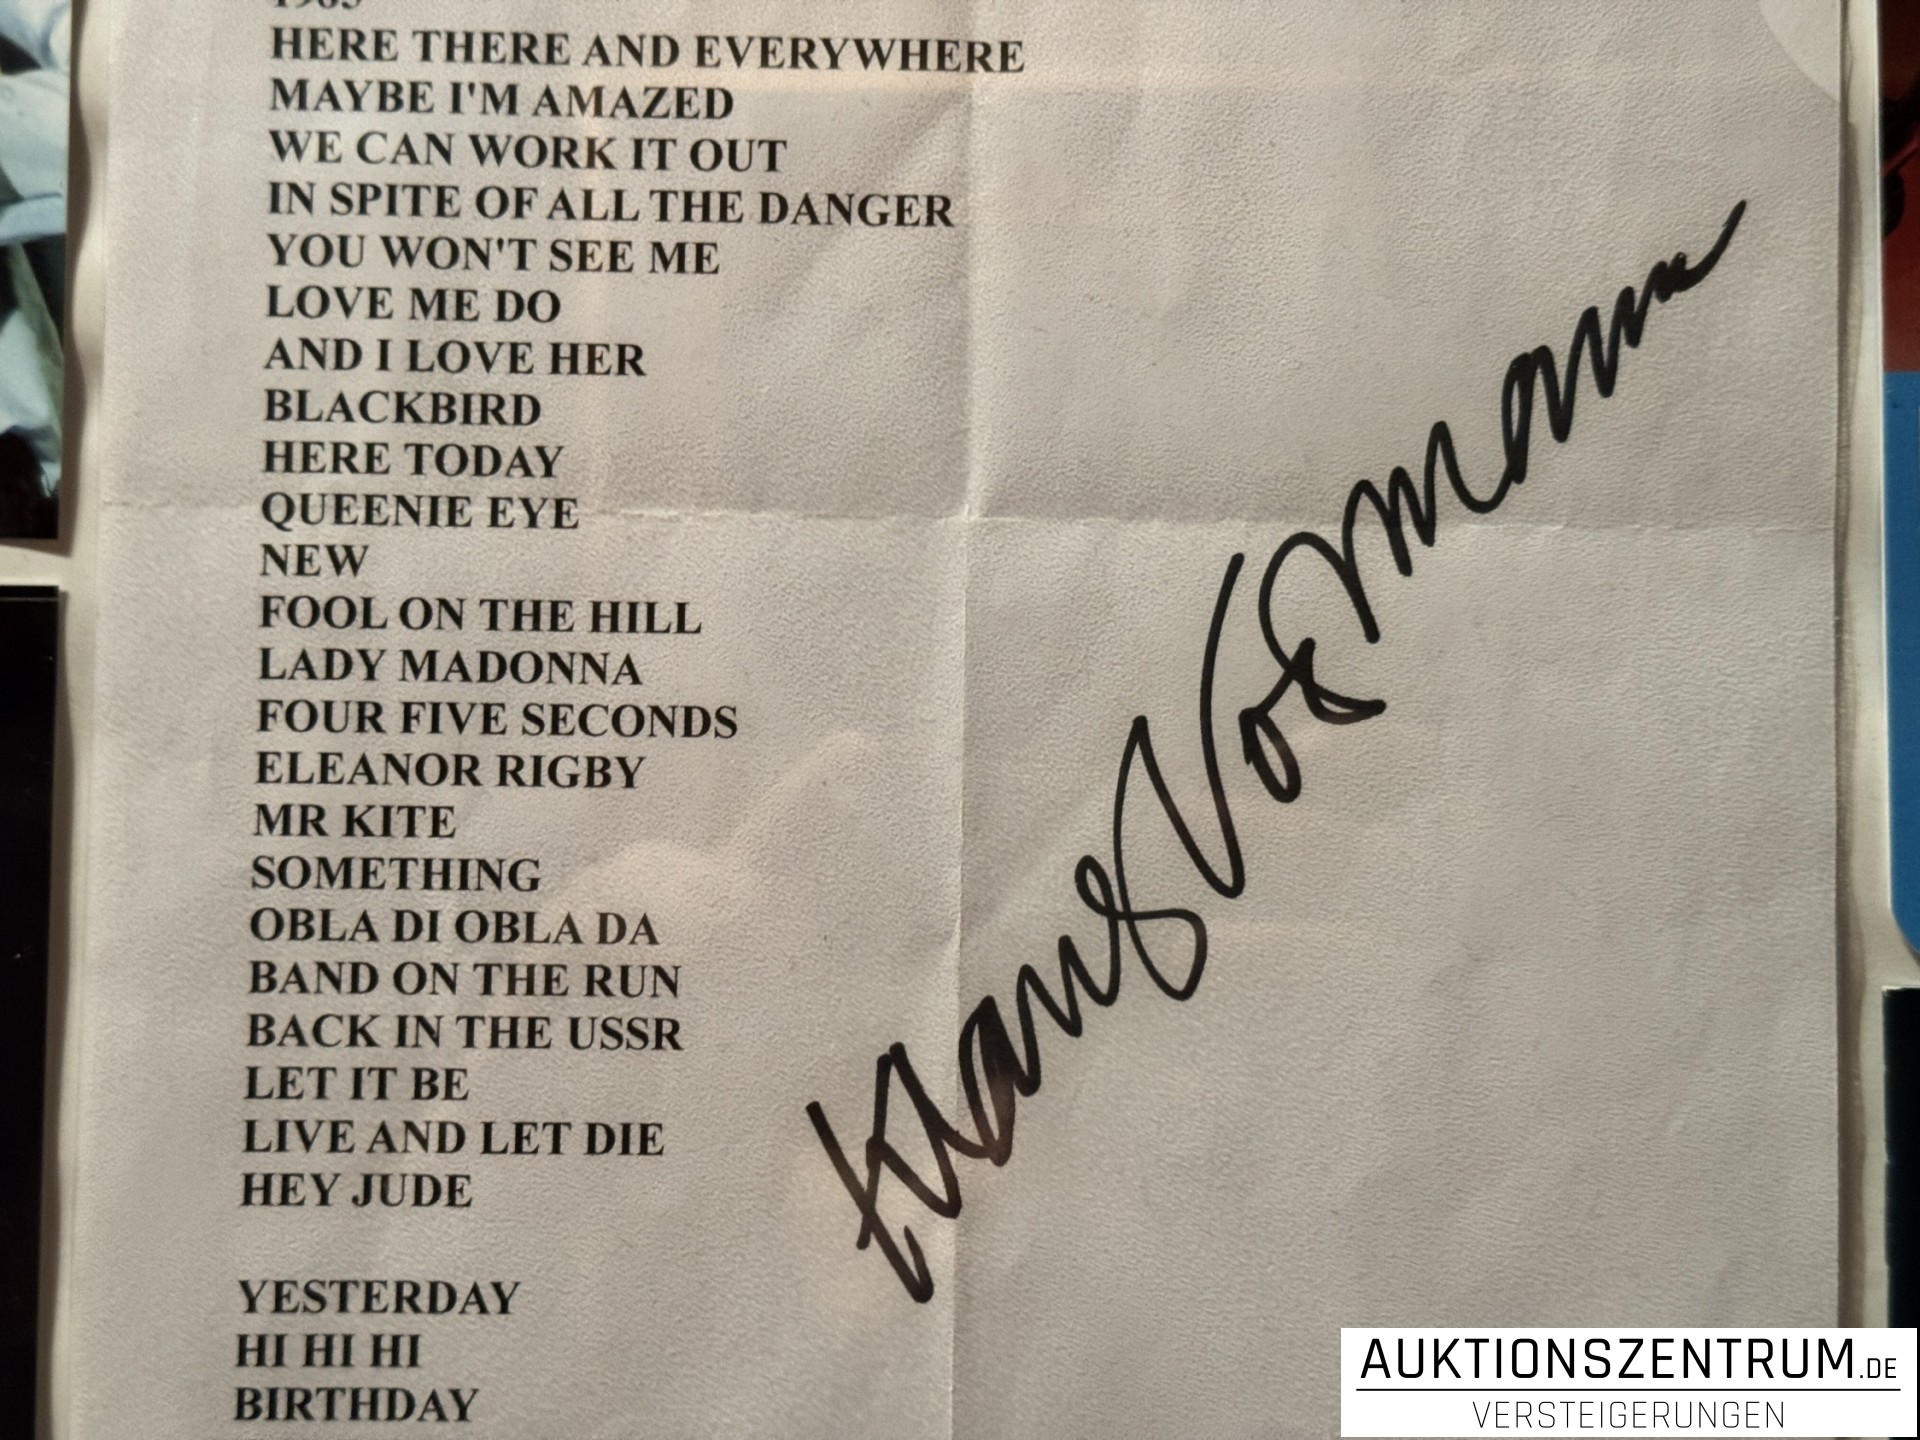 1985
HERE THERE AND EVERYWHERE
MAYBE I'M AMAZED
WE CAN WORK IT OUT
IN SPITE OF ALL THE DANGER
YOU WON'T SEE ME
LOVE ME DO
AND I LOVE HER
BLACKBIRD
HERE TODAY
QUEENIE EYE
NEW
FOOL ON THE HILL
LADY MADONNA
FOUR FIVE SECONDS
ELEANOR RIGBY
MR KITE
SOMETHING
OBLA DI OBLA DA
BAND ON THE RUN
BACK IN THE USSR
LET IT BE
LIVE AND LET DIE
HEY JUDE
YESTERDAY
HI HI HI
BIRTHDAY
Klaus Voormann
AUKTIONSZENTRUM.DE
VERSTEIGERUNGEN